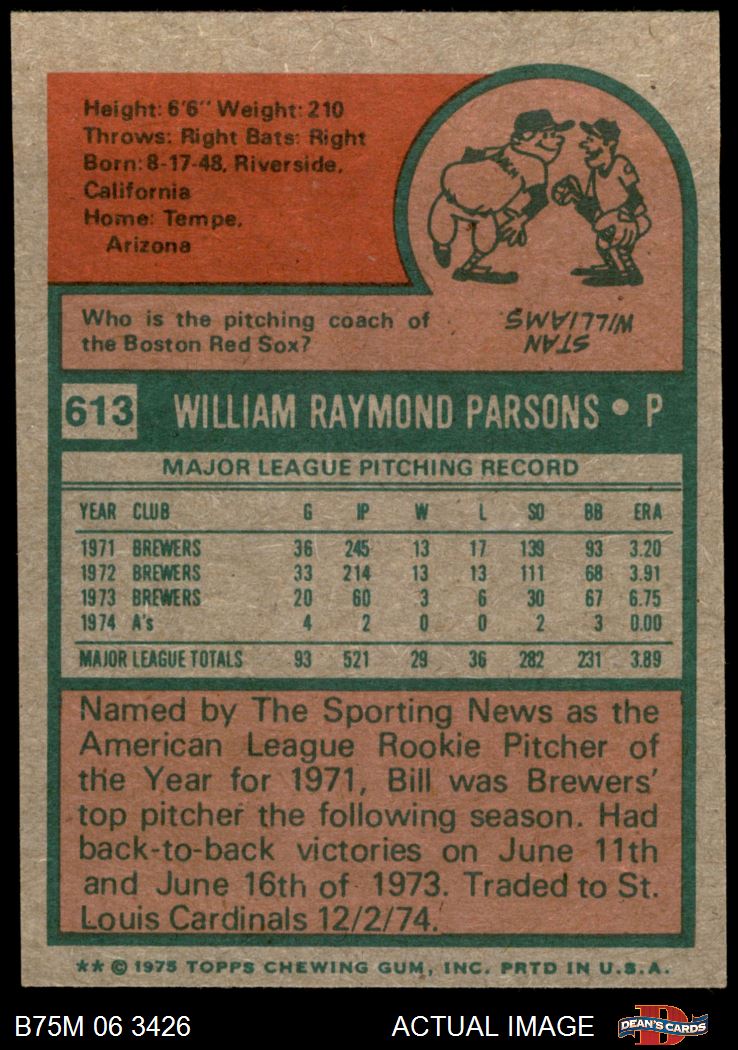 Height: 6'6" Weight: 210
Throws: Right Bats: Right
Born: 8-17-48, Riverside,
California
Home: Tempe,
Arizona
Who is the pitching coach of
the Boston Red Sox?
STAN
WILLIAMS
613 WILLIAM RAYMOND PARSONS • P
MAJOR LEAGUE PITCHING RECORD
YEAR CLUB G IP W L SO BB ERA
1971 BREWERS 36 245 13 17 139 93 3.20
1972 BREWERS 33 214 13 13 111 68 3.91
1973 BREWERS 20 60 3 6 30 67 6.75
1974 A's 4 2 0 0 2 3 0.00
MAJOR LEAGUE TOTALS 93 521 29 36 282 231 3.89
Named by The Sporting News as the
American League Rookie Pitcher of
the Year for 1971, Bill was Brewers'
top pitcher the following season. Had
back-to-back victories on June 11th
and June 16th of 1973. Traded to St.
Louis Cardinals 12/2/74.
** © 1975 TOPPS CHEWING GUM, INC. PRTD IN U.S.A.
B75M 06 3426 ACTUAL IMAGE DEAN'S CARDS